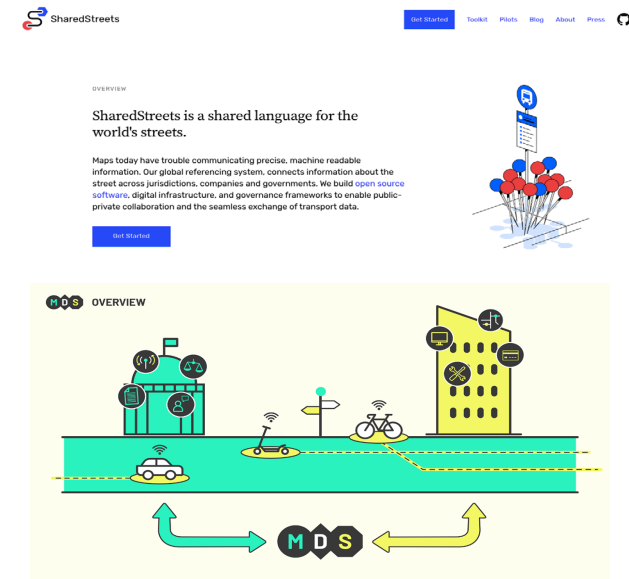 SharedStreets
Get Started Toolkit Pilots Blog About Press
OVERVIEW
SharedStreets is a shared language for the
world's streets.
Maps today have trouble communicating precise, machine readable
information. Our global referencing system, connects information about the
street across jurisdictions, companies and governments. We build open source
software, digital infrastructure, and governance frameworks to enable public-
private collaboration and the seamless exchange of transport data.
Get Started
MDS OVERVIEW
MDS